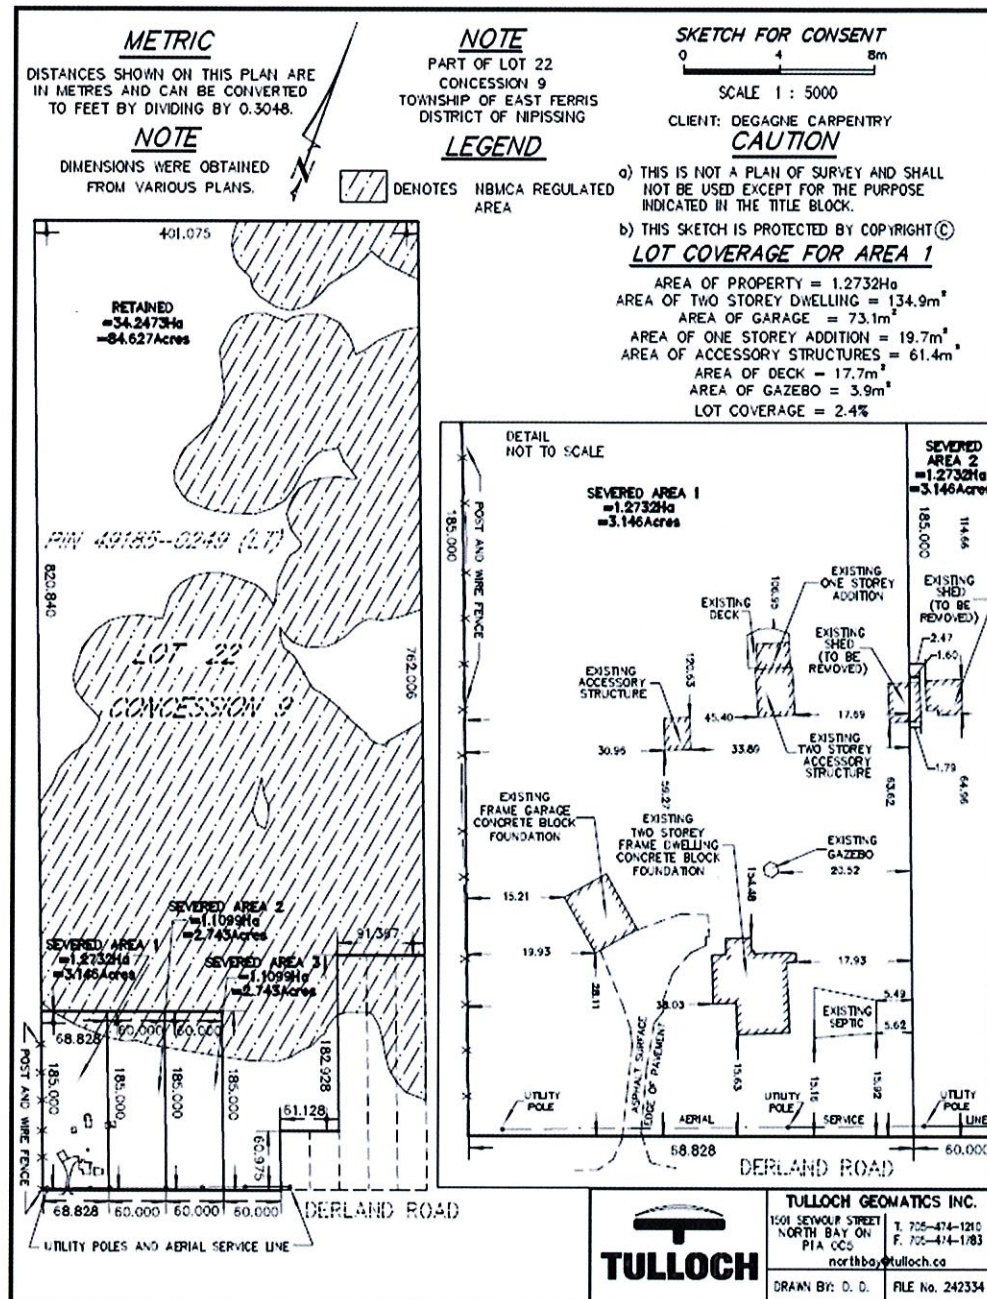 METRIC
DISTANCES SHOWN ON THIS PLAN ARE
IN METRES AND CAN BE CONVERTED
TO FEET BY DIVIDING BY 0.3048.
NOTE
DIMENSIONS WERE OBTAINED
FROM VARIOUS PLANS.
N
NOTE
PART OF LOT 22
CONCESSION 9
TOWNSHIP OF EAST FERRIS
DISTRICT OF NIPISSING
LEGEND
DENOTES NBMCA REGULATED
AREA
SKETCH FOR CONSENT
0 4 8m
SCALE 1 : 5000
CLIENT: DEGAGNE CARPENTRY
CAUTION
a) THIS IS NOT A PLAN OF SURVEY AND SHALL
NOT BE USED EXCEPT FOR THE PURPOSE
INDICATED IN THE TITLE BLOCK.
b) THIS SKETCH IS PROTECTED BY COPYRIGHT ©
LOT COVERAGE FOR AREA 1
AREA OF PROPERTY = 1.2732Ha
AREA OF TWO STOREY DWELLING = 134.9m²
AREA OF GARAGE = 73.1m²
AREA OF ONE STOREY ADDITION = 19.7m²
AREA OF ACCESSORY STRUCTURES = 61.4m²
AREA OF DECK = 17.7m²
AREA OF GAZEBO = 3.9m²
LOT COVERAGE = 2.4%
401.075
RETAINED
=34.2473Ha
=84.627Acres
PIN 49185-0249 (LT)
820.840
762.006
LOT 22
CONCESSION 9
SEVERED AREA 2
=1.1099Ha
=2.743Acres
SEVERED AREA 1
=1.2732Ha
=3.146Acres
SEVERED AREA 3
=1.1099Ha
=2.743Acres
91.397
68.828
60.000
60.000
185.000
185.000
185.000
185.000
182.928
61.128
60.975
POST AND WIRE FENCE
68.828
60.000
60.000
60.000
DERLAND ROAD
UTILITY POLES AND AERIAL SERVICE LINE
DETAIL
NOT TO SCALE
SEVERED AREA 1
=1.2732Ha
=3.146Acres
SEVERED
AREA 2
=1.2732Ha
=3.146Acres
185.000
POST AND WIRE FENCE
185.000
114.66
EXISTING
ONE STOREY
ADDITION
106.95
EXISTING
DECK
EXISTING
SHED
(TO BE
REMOVED)
EXISTING
SHED
(TO BE
REVOVED)
2.47
1.60
EXISTING
ACCESSORY
STRUCTURE
120.63
45.40
17.69
30.96
33.89
59.27
EXISTING
TWO STOREY
ACCESSORY
STRUCTURE
1.79
63.62
64.96
EXISTING
FRAME GARAGE
CONCRETE BLOCK
FOUNDATION
EXISTING
TWO STOREY
FRAME DWELLING
CONCRETE BLOCK
FOUNDATION
EXISTING
GAZEBO
20.52
154.48
15.21
19.93
28.11
17.93
38.03
5.49
EXISTING
SEPTIC
5.62
15.63
15.16
15.92
ASPHALT SURFACE
EDGE OF PAVEMENT
UTILITY
POLE
AERIAL
UTILITY
POLE
SERVICE
UTILITY
POLE
LINE
68.828
60.000
DERLAND ROAD
TULLOCH
TULLOCH GEOMATICS INC.
1501 SEYMOUR STREET
NORTH BAY ON
P1A 0C5
T. 705-474-1210
F. 705-474-1783
northbay@tulloch.ca
DRAWN BY: D. D.
FILE No. 242334